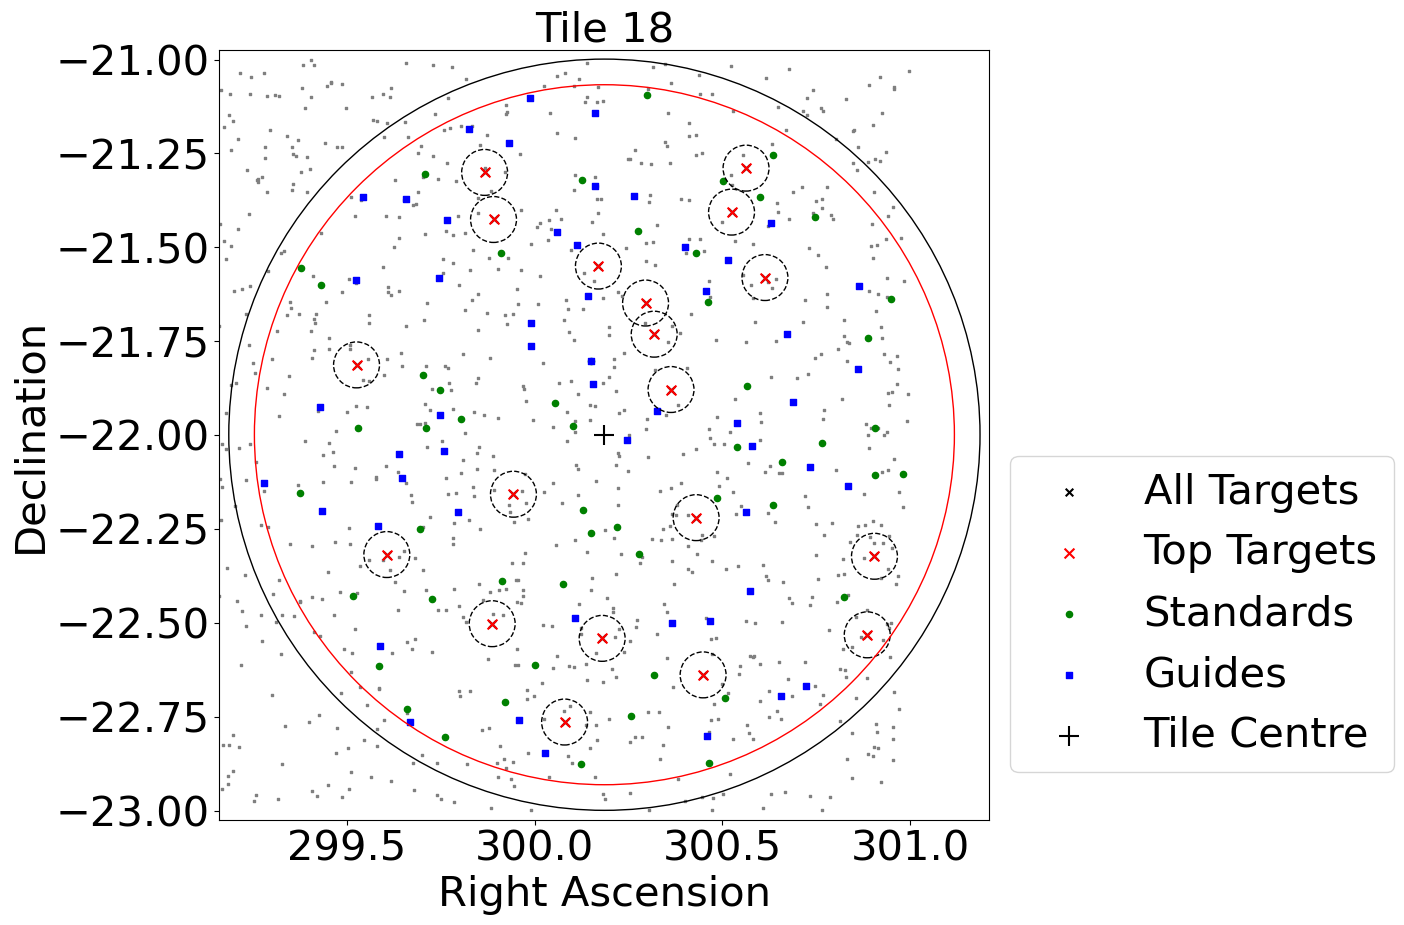 Tile 18
−21.00
−21.25
−21.50
−21.75
−22.00
−22.25
−22.50
−22.75
−23.00
Declination
299.5 300.0 300.5 301.0
Right Ascension
All Targets
Top Targets
Standards
Guides
Tile Centre